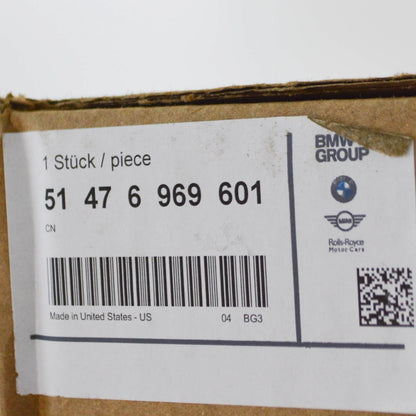 1 Stück / piece
51 47 6 969 601
CN
Made in United States - US 04 BG3
BMW
GROUP
MINI
Rolls-Royce
Motor Cars